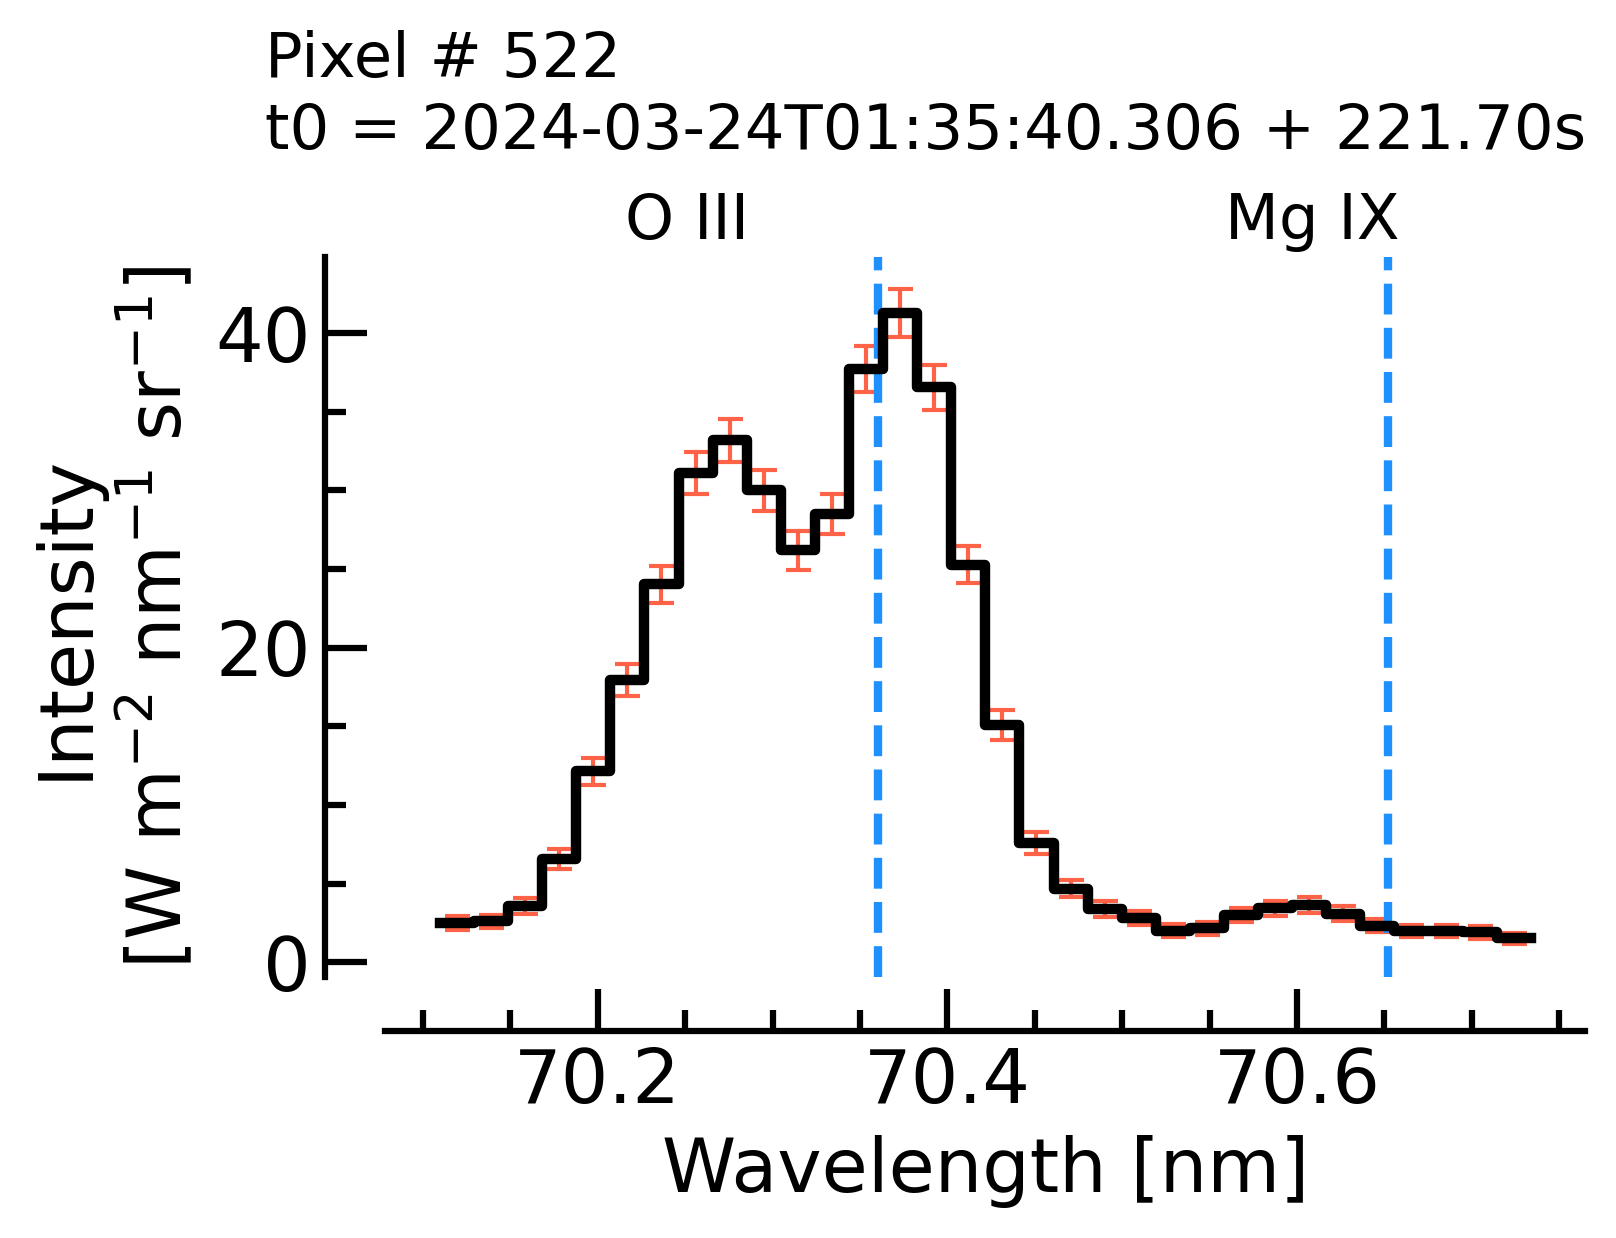 Pixel # 522
t0 = 2024-03-24T01:35:40.306 + 221.70s
O III Mg IX
Intensity
[W m⁻² nm⁻¹ sr⁻¹]
40
20
0
70.2 70.4 70.6
Wavelength [nm]